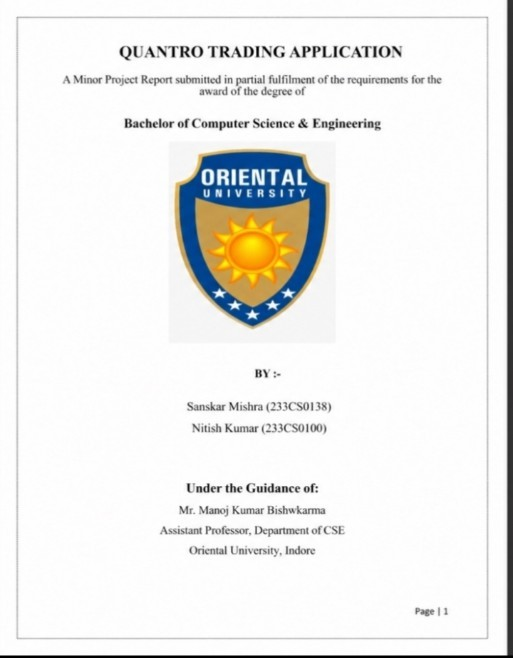 QUANTRO TRADING APPLICATION
A Minor Project Report submitted in partial fulfilment of the requirements for the
award of the degree of
Bachelor of Computer Science & Engineering
ORIENTAL
UNIVERSITY
BY :-
Sanskar Mishra (233CS0138)
Nitish Kumar (233CS0100)
Under the Guidance of:
Mr. Manoj Kumar Bishwkarma
Assistant Professor, Department of CSE
Oriental University, Indore
Page | 1